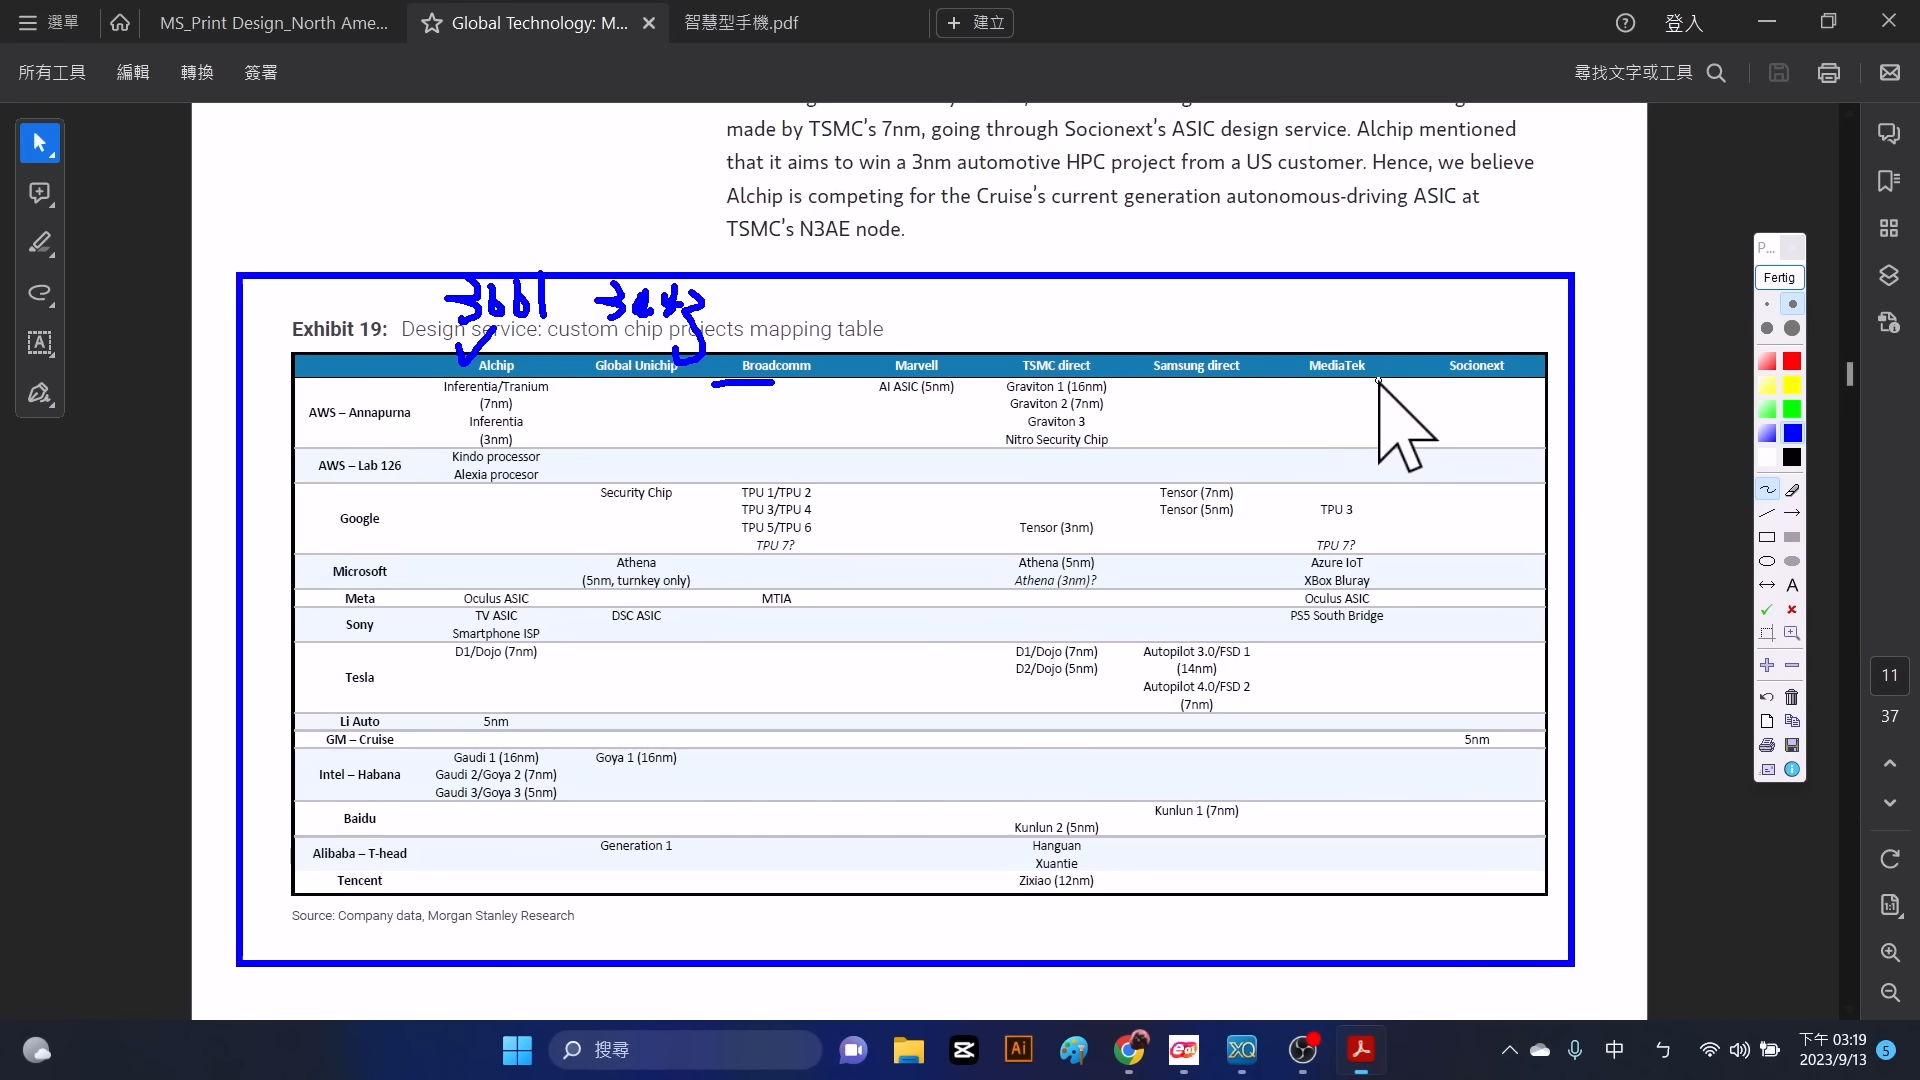 選單
MS_Print Design_North Ame...
Global Technology: M...
智慧型手機.pdf
建立
登入
所有工具 編輯 轉換 簽署
尋找文字或工具
made by TSMC’s 7nm, going through Socionext’s ASIC design service. Alchip mentioned
that it aims to win a 3nm automotive HPC project from a US customer. Hence, we believe
Alchip is competing for the Cruise’s current generation autonomous-driving ASIC at
TSMC’s N3AE node.
3661 3443
Exhibit 19: Design service: custom chip projects mapping table
Alchip Global Unichip Broadcomm Marvell TSMC direct Samsung direct MediaTek Socionext
AWS – Annapurna
Inferentia/Tranium
(7nm)
Inferentia
(3nm)
AI ASIC (5nm)
Graviton 1 (16nm)
Graviton 2 (7nm)
Graviton 3
Nitro Security Chip
AWS – Lab 126
Kindo processor
Alexia procesor
Google
Security Chip
TPU 1/TPU 2
TPU 3/TPU 4
TPU 5/TPU 6
TPU 7?
Tensor (3nm)
Tensor (7nm)
Tensor (5nm)
TPU 3
TPU 7?
Microsoft
Athena
(5nm, turnkey only)
Athena (5nm)
Athena (3nm)?
Azure IoT
XBox Bluray
Meta Oculus ASIC MTIA Oculus ASIC
Sony
TV ASIC
Smartphone ISP
DSC ASIC
PS5 South Bridge
Tesla
D1/Dojo (7nm)
D1/Dojo (7nm)
D2/Dojo (5nm)
Autopilot 3.0/FSD 1
(14nm)
Autopilot 4.0/FSD 2
(7nm)
Li Auto 5nm
GM – Cruise 5nm
Intel – Habana
Gaudi 1 (16nm)
Gaudi 2/Goya 2 (7nm)
Gaudi 3/Goya 3 (5nm)
Goya 1 (16nm)
Baidu
Kunlun 2 (5nm)
Kunlun 1 (7nm)
Alibaba – T-head
Generation 1
Hanguan
Xuantie
Tencent Zixiao (12nm)
Source: Company data, Morgan Stanley Research
P...
Fertig
A
11
37
搜尋
Ai
XQ
中
ㄅ
下午 03:19
2023/9/13
5